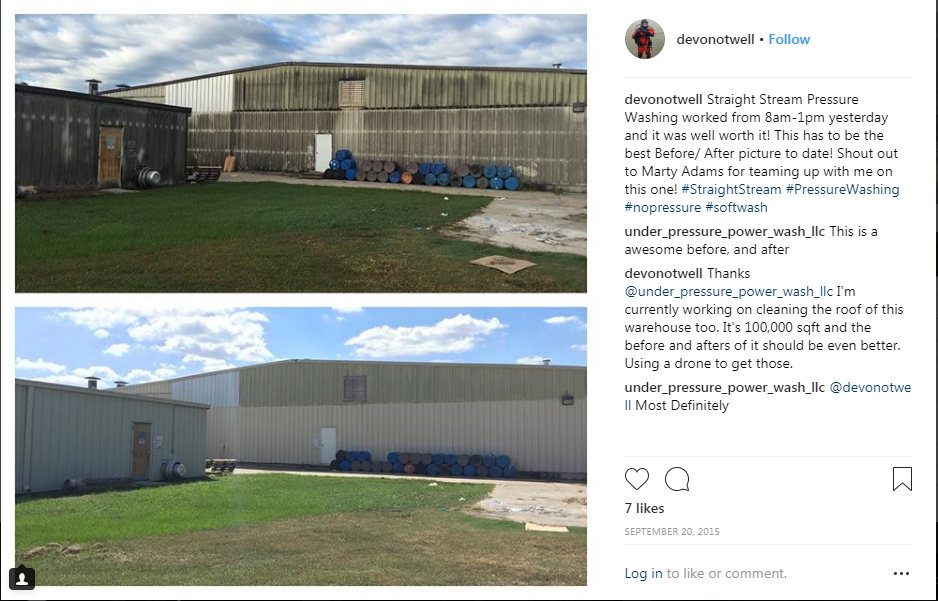 devonotwell • Follow
devonotwell Straight Stream Pressure
Washing worked from 8am-1pm yesterday
and it was well worth it! This has to be the
best Before/ After picture to date! Shout out
to Marty Adams for teaming up with me on
this one! #StraightStream #PressureWashing
#nopressure #softwash
under_pressure_power_wash_llc This is a
awesome before, and after
devonotwell Thanks
@under_pressure_power_wash_llc I'm
currently working on cleaning the roof of this
warehouse too. It's 100,000 sqft and the
before and afters of it should be even better.
Using a drone to get those.
under_pressure_power_wash_llc @devonotwe
ll Most Definitely
7 likes
SEPTEMBER 20, 2015
Log in to like or comment.